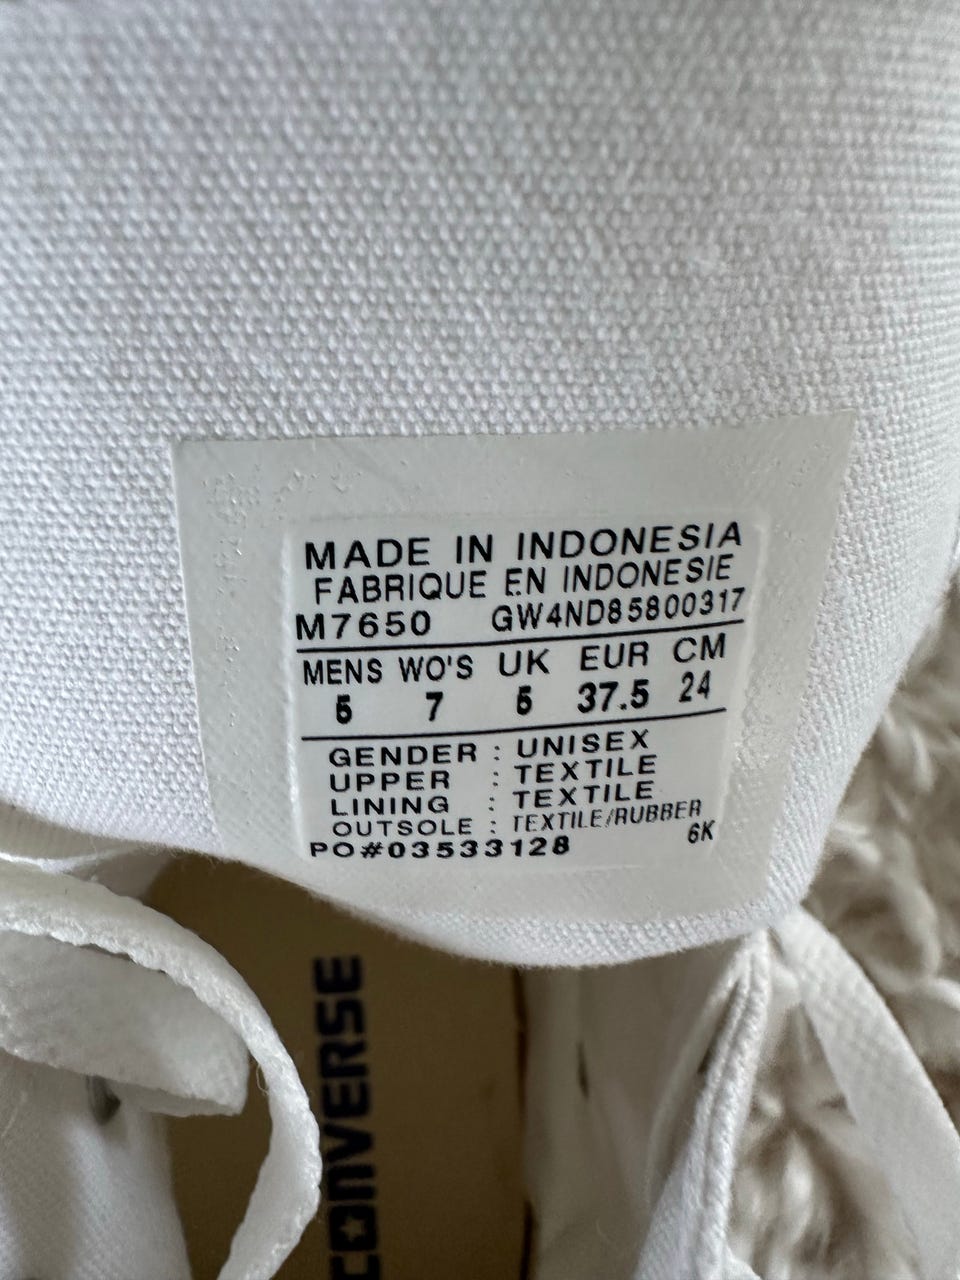 MADE IN INDONESIA
FABRIQUE EN INDONESIE
M7650 GW4ND85800317
MENS WO'S UK EUR CM
5 7 5 37.5 24
GENDER : UNISEX
UPPER : TEXTILE
LINING : TEXTILE
OUTSOLE : TEXTILE/RUBBER
PO#03533128 6K
CONVERSE